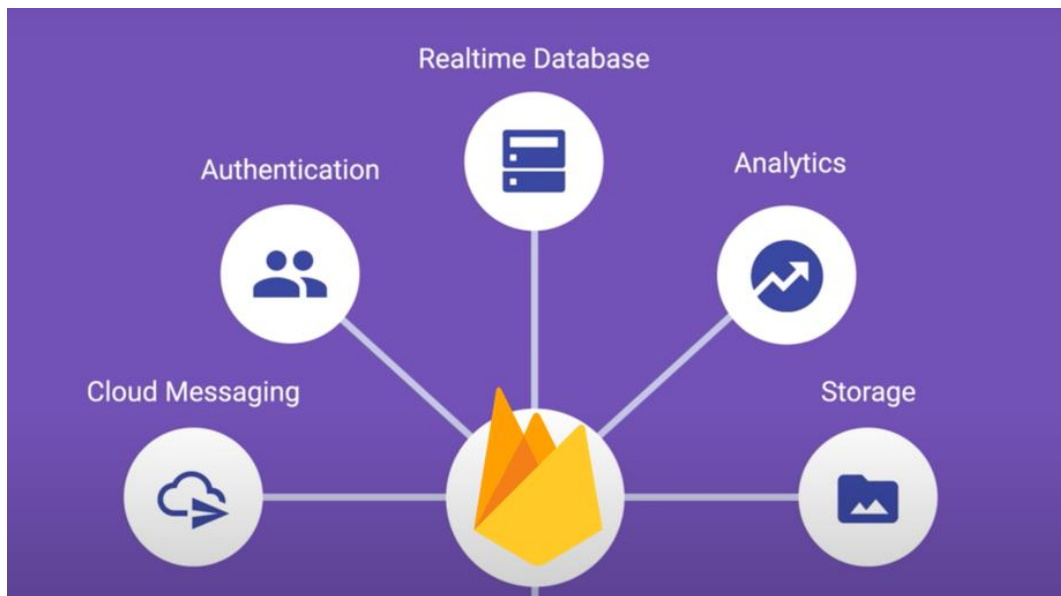 Realtime Database
Authentication
Analytics
Cloud Messaging
Storage